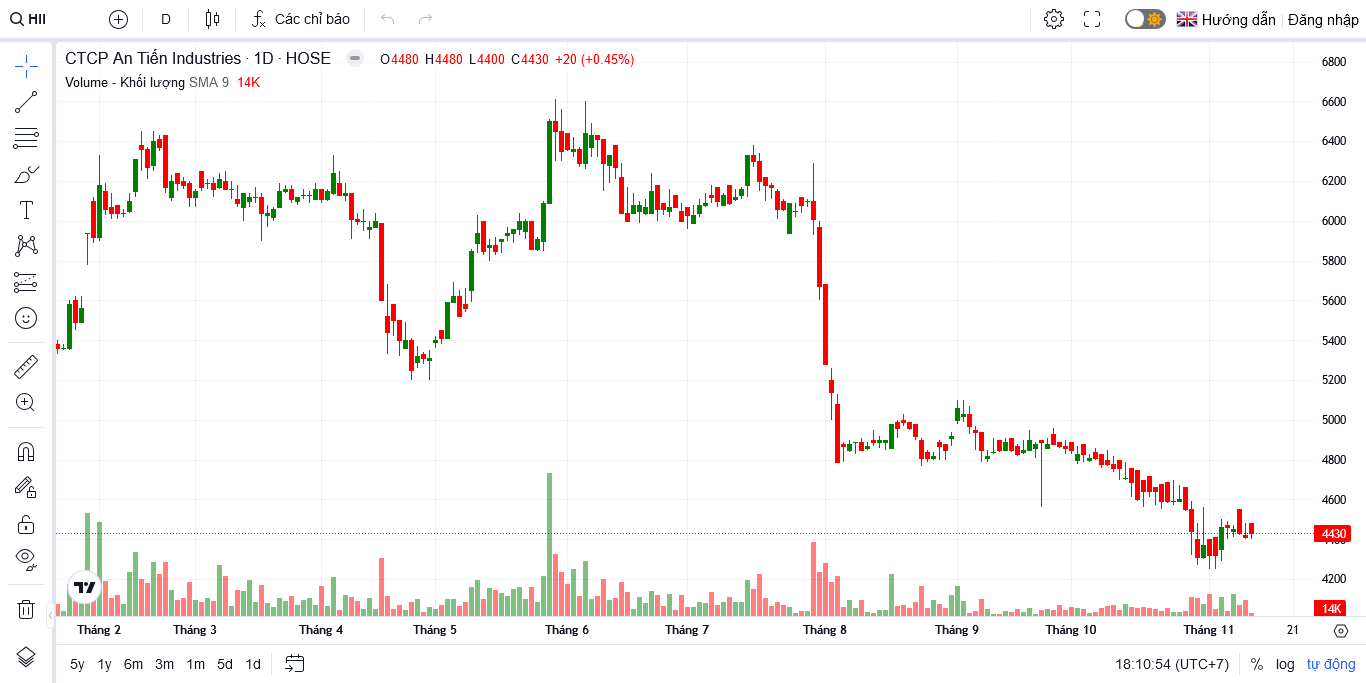 HII D Các chỉ báo Hướng dẫn Đăng nhập
CTCP An Tiến Industries · 1D · HOSE O4480 H4480 L4400 C4430 +20 (+0.45%)
Volume - Khối lượng SMA 9 14K
6800
6600
6400
6200
6000
5800
5600
5400
5200
5000
4800
4600
4430
4200
14K
Tháng 2 Tháng 3 Tháng 4 Tháng 5 Tháng 6 Tháng 7 Tháng 8 Tháng 9 Tháng 10 Tháng 11 21
5y 1y 6m 3m 1m 5d 1d 18:10:54 (UTC+7) % log tự động